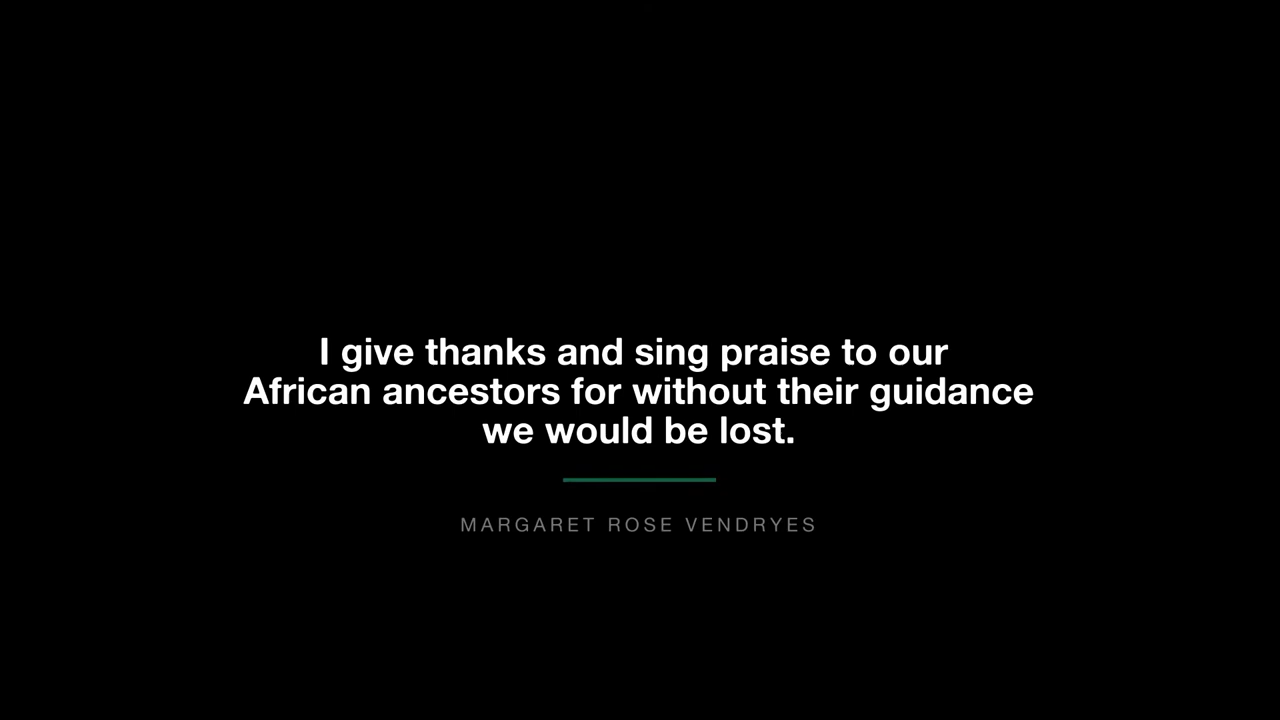 I give thanks and sing praise to our
African ancestors for without their guidance
we would be lost.
MARGARET ROSE VENDRYES